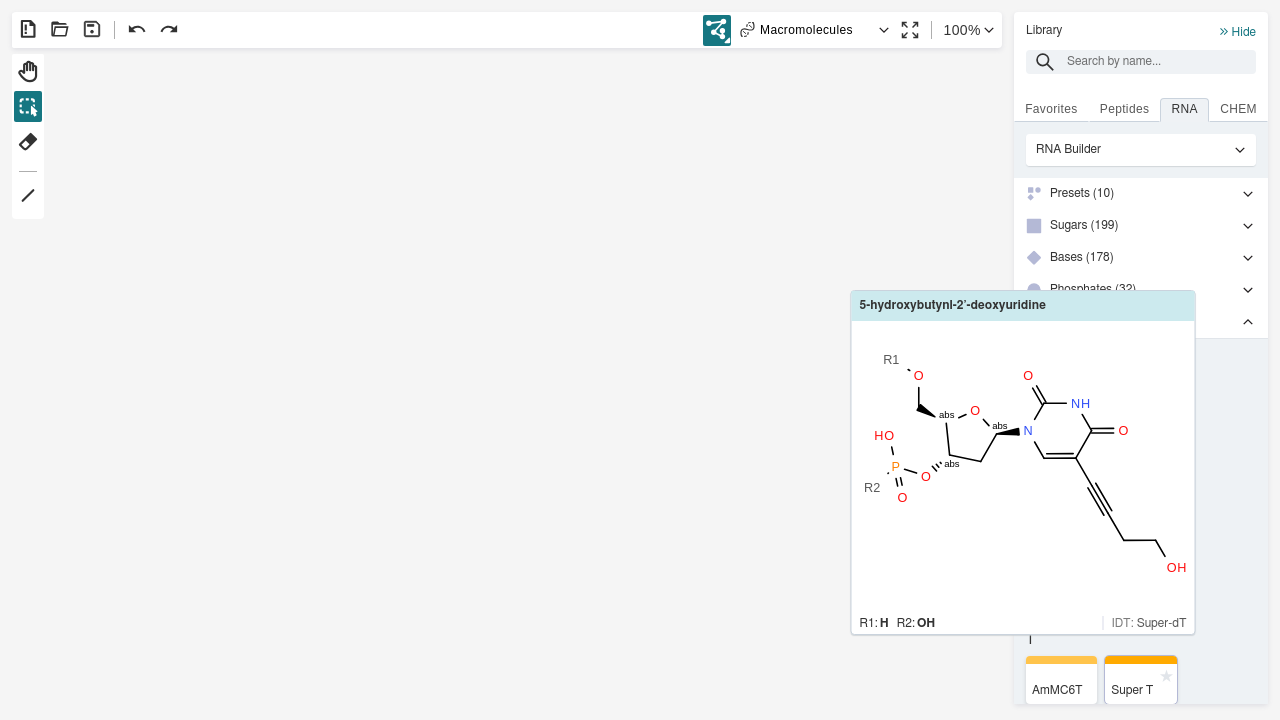 Macromolecules
100%
Library
Hide
Search by name...
Favorites
Peptides
RNA
CHEM
RNA Builder
Presets (10)
Sugars (199)
Bases (178)
Phosphates (32)
5-hydroxybutynl-2'-deoxyuridine
R1
O
O
NH
abs
O
abs
N
O
HO
abs
P
O
R2
O
OH
R1: H R2: OH
IDT: Super-dT
AmMC6T
Super T